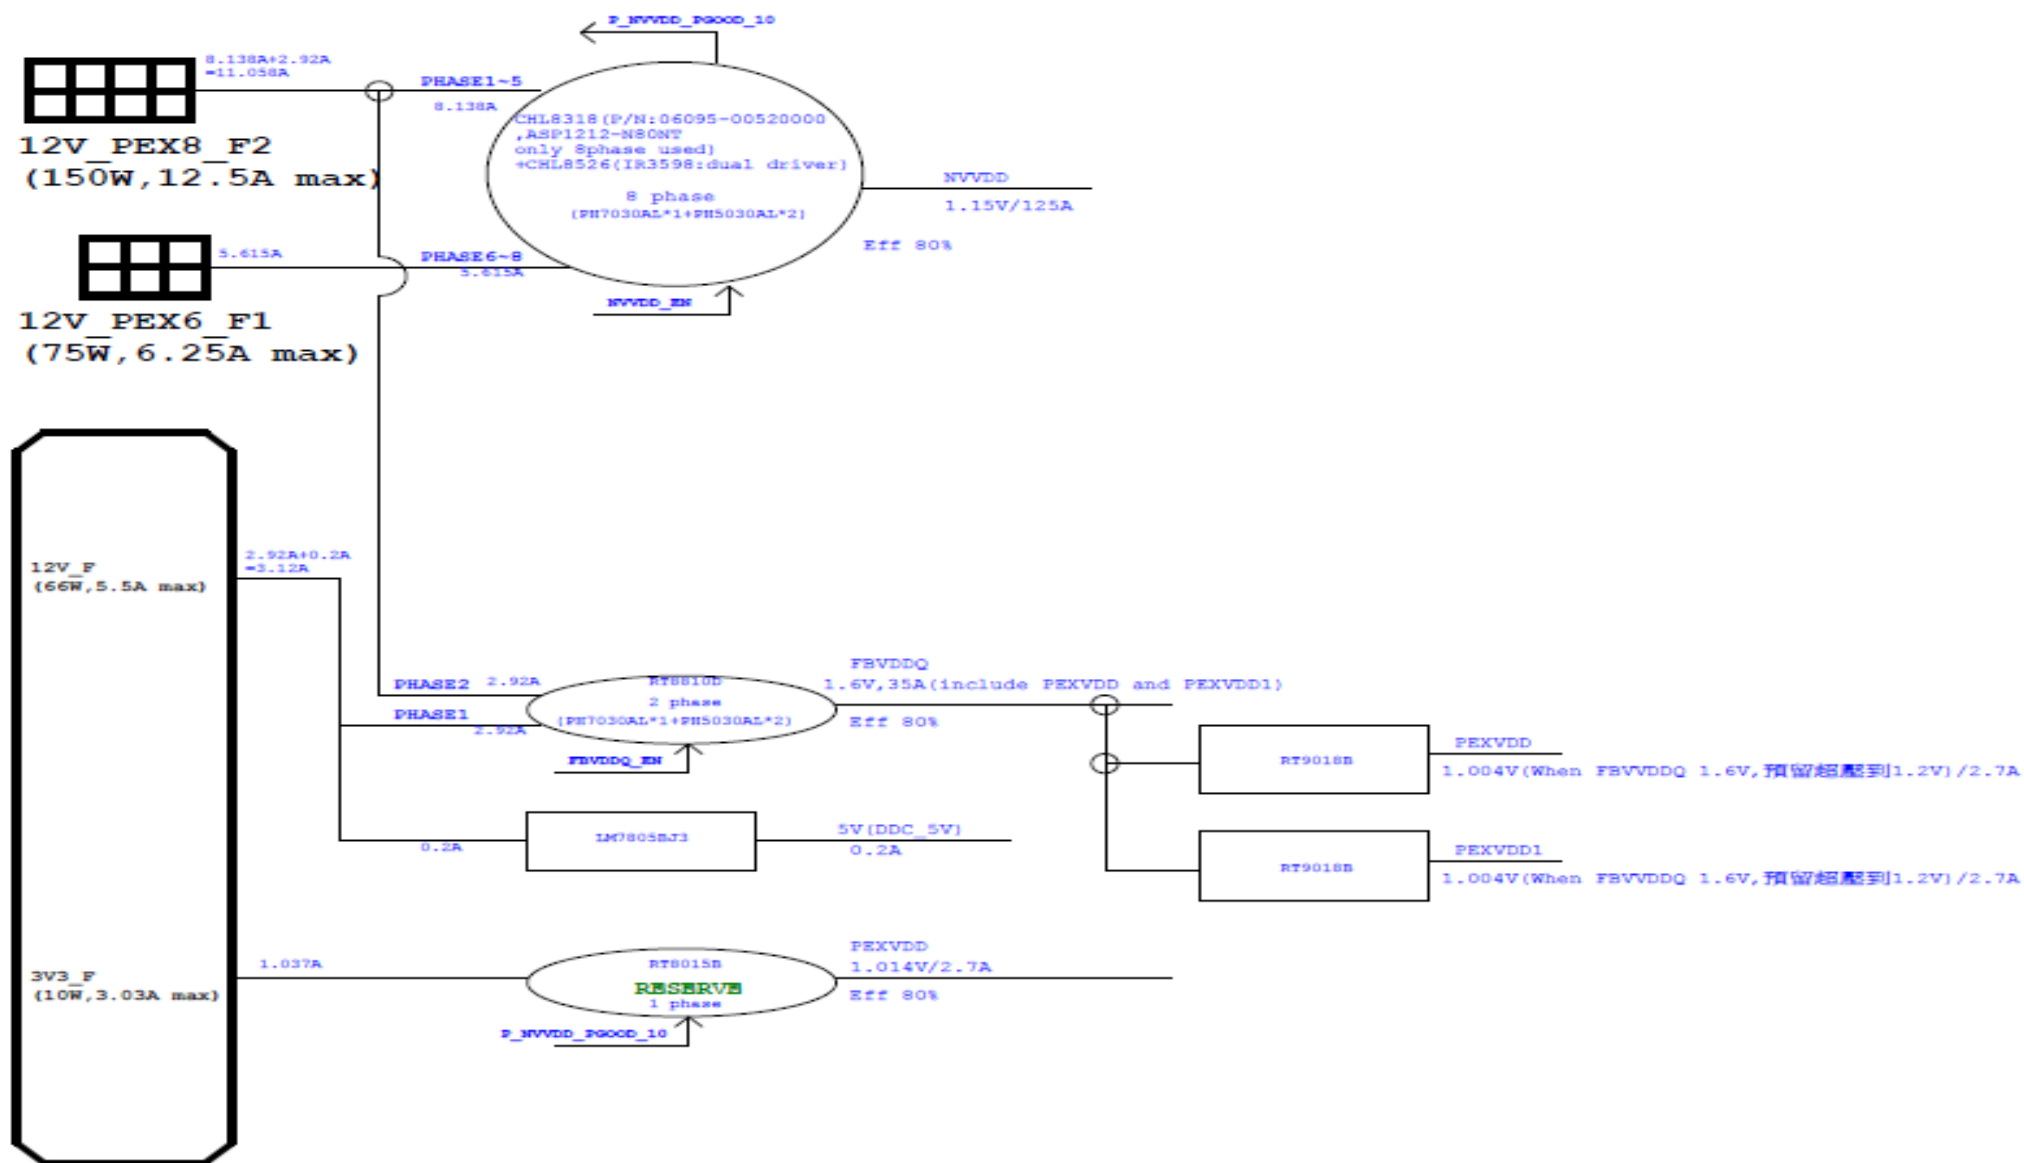 P_NVVDD_PGOOD_10
8.138A+2.92A
=11.058A
PHASE1~5
8.138A
12V_PEX8_F2
(150W,12.5A max)
CHL8318(P/N:06095-00520000
,ASP1212-N80NT
only 8phase used)
+CHL8526(IR3598:dual driver)
8 phase
(PH7030AL*1+PH5030AL*2)
NVVDD
1.15V/125A
Eff 80%
5.615A
PHASE6~8
5.615A
NVVDD_EN
12V_PEX6_F1
(75W,6.25A max)
12V_F
(66W,5.5A max)
2.92A+0.2A
=3.12A
PHASE2 2.92A
PHASE1
2.92A
RT8810D
2 phase
(PH7030AL*1+PH5030AL*2)
FBVDDQ_EN
FBVDDQ
1.6V,35A(include PEXVDD and PEXVDD1)
Eff 80%
RT9018B
PEXVDD
1.004V(When FBVVDDQ 1.6V,預留超壓到1.2V)/2.7A
0.2A
LM7805BJ3
5V(DDC_5V)
0.2A
RT9018B
PEXVDD1
1.004V(When FBVVDDQ 1.6V,預留超壓到1.2V)/2.7A
3V3_F
(10W,3.03A max)
1.037A
RT8015B
RESERVE
1 phase
P_NVVDD_PGOOD_10
PEXVDD
1.014V/2.7A
Eff 80%